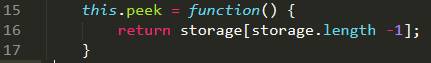 15 this.peek = function() {
16 return storage[storage.length -1];
17 }